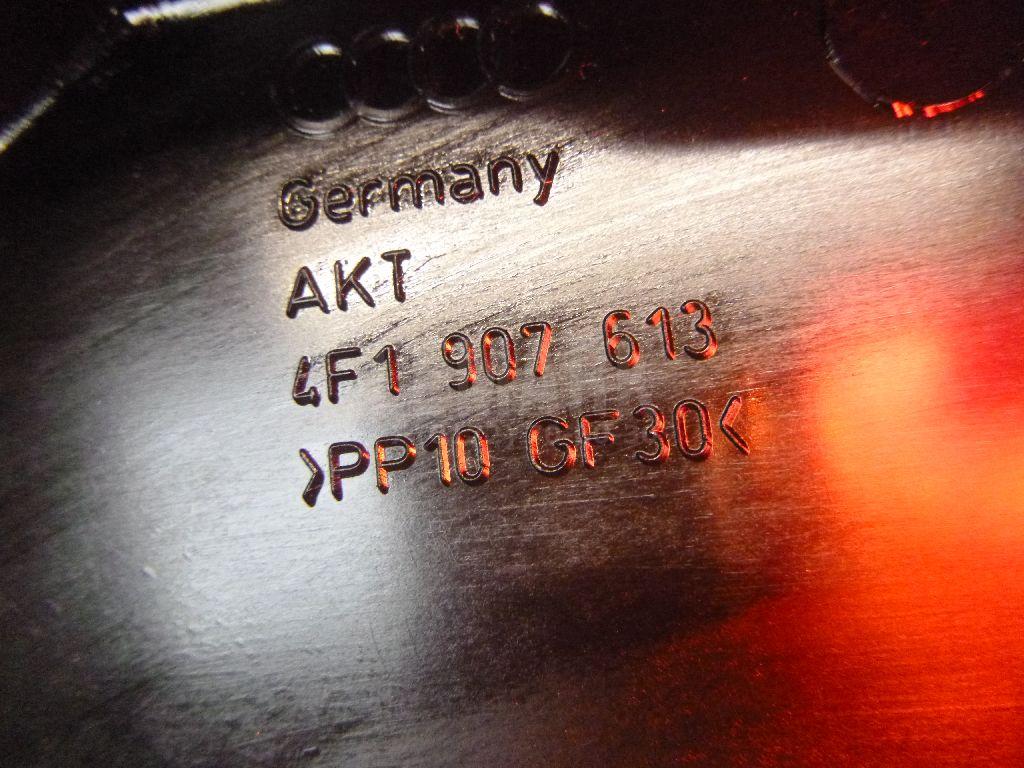 Germany
AKT
4F1 907 613
>PP10 GF30<